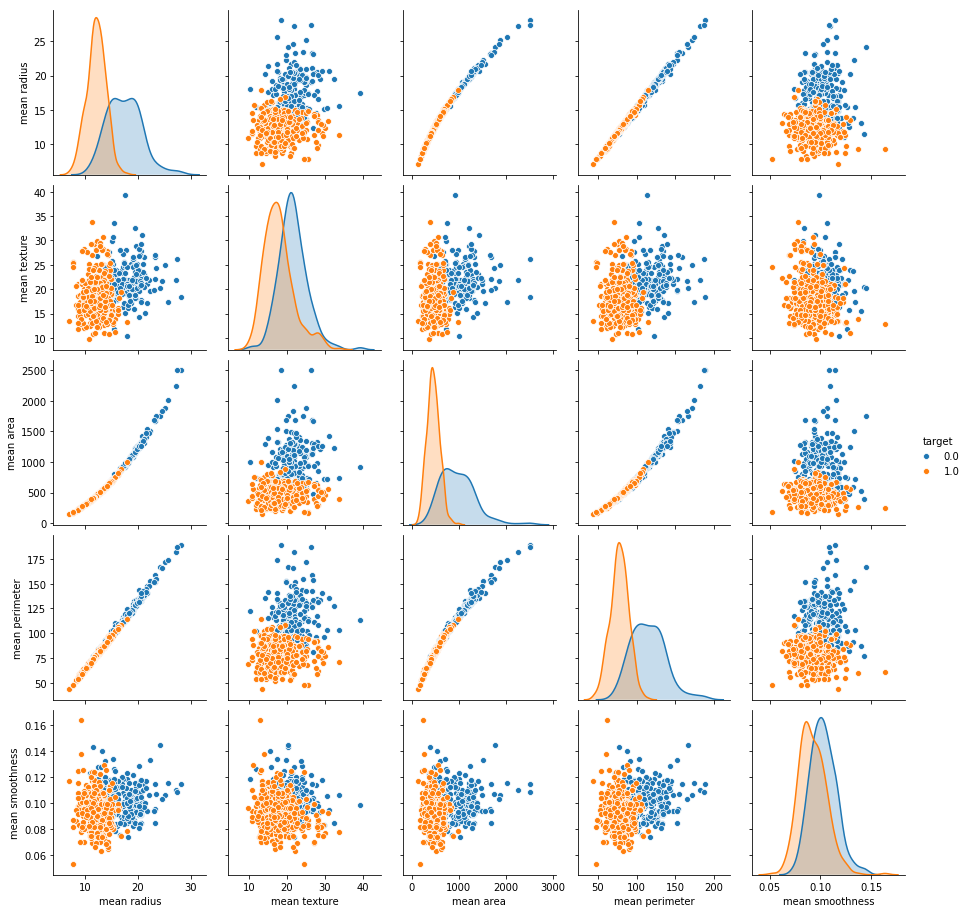 mean radius
25
20
15
10
mean texture
40
35
30
25
20
15
10
mean area
2500
2000
1500
1000
500
0
target
0.0
1.0
mean perimeter
175
150
125
100
75
50
mean smoothness
0.16
0.14
0.12
0.10
0.08
0.06
10 20 30
10 20 30 40
0 1000 2000 3000
50 100 150 200
0.05 0.10 0.15
mean radius
mean texture
mean area
mean perimeter
mean smoothness